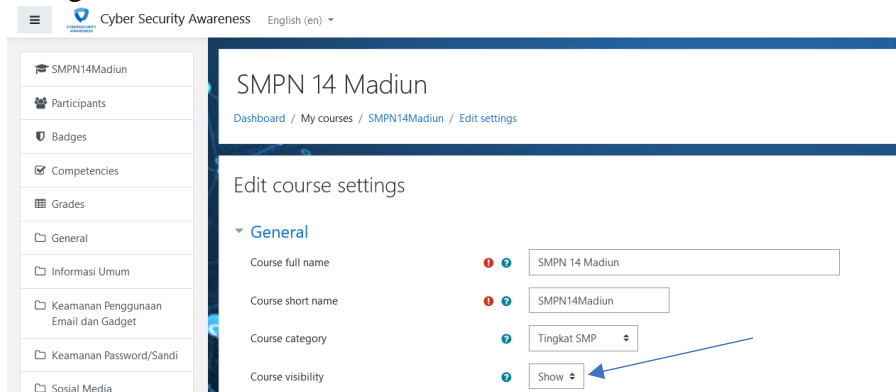 Cyber Security Awareness English (en)
CYBERSECURITY
AWARENESS
SMPN14Madiun
Participants
Badges
Competencies
Grades
General
Informasi Umum
Keamanan Penggunaan
Email dan Gadget
Keamanan Password/Sandi
Sosial Media
SMPN 14 Madiun
Dashboard / My courses / SMPN14Madiun / Edit settings
Edit course settings
General
Course full name SMPN 14 Madiun
Course short name SMPN14Madiun
Course category Tingkat SMP
Course visibility Show